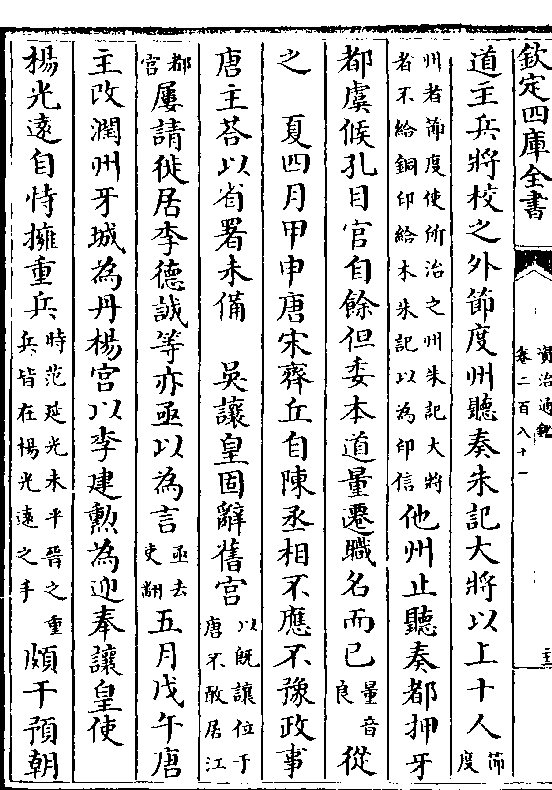 欽定四庫全書
資治通鑑
卷二百八十一
道主兵將校之外節度州聽奏朱記大將以上十人節度
州者節度使所治之州朱記大將者不給銅印給木朱記以為印信他州止聽奏都押牙
都虞候孔目官自餘但委本道量遷職名而已量音良從
之 夏四月甲申唐宋齊丘自陳丞相不應不豫政事
唐主荅以省署未備 吳讓皇固辭舊宮以既讓位于唐不敢居江
都宮屢請徙居李德誠等亦亟以為言亟去吏翻五月戊午唐
主改潤州牙城為丹楊宮以李建勲為迎奉讓皇使
楊光遠自恃擁重兵時范延光未平晉之重兵皆在楊光遠之手頗干預朝